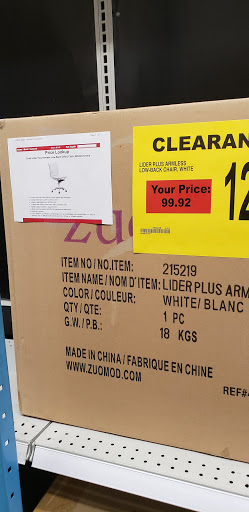 Price Lookup
CLEARAN
LIDER PLUS ARMLESS
LOW-BACK CHAIR, WHITE
Your Price:
99.92
12
zuo
ITEM NO / NO.ITEM: 215219
ITEM NAME / NOM D'ITEM: LIDER PLUS ARM
COLOR / COULEUR: WHITE / BLANC
QTY / QTE: 1 PC
G.W. / P.B.: 18 KGS
MADE IN CHINA / FABRIQUE EN CHINE
WWW.ZUOMOD.COM
REF#